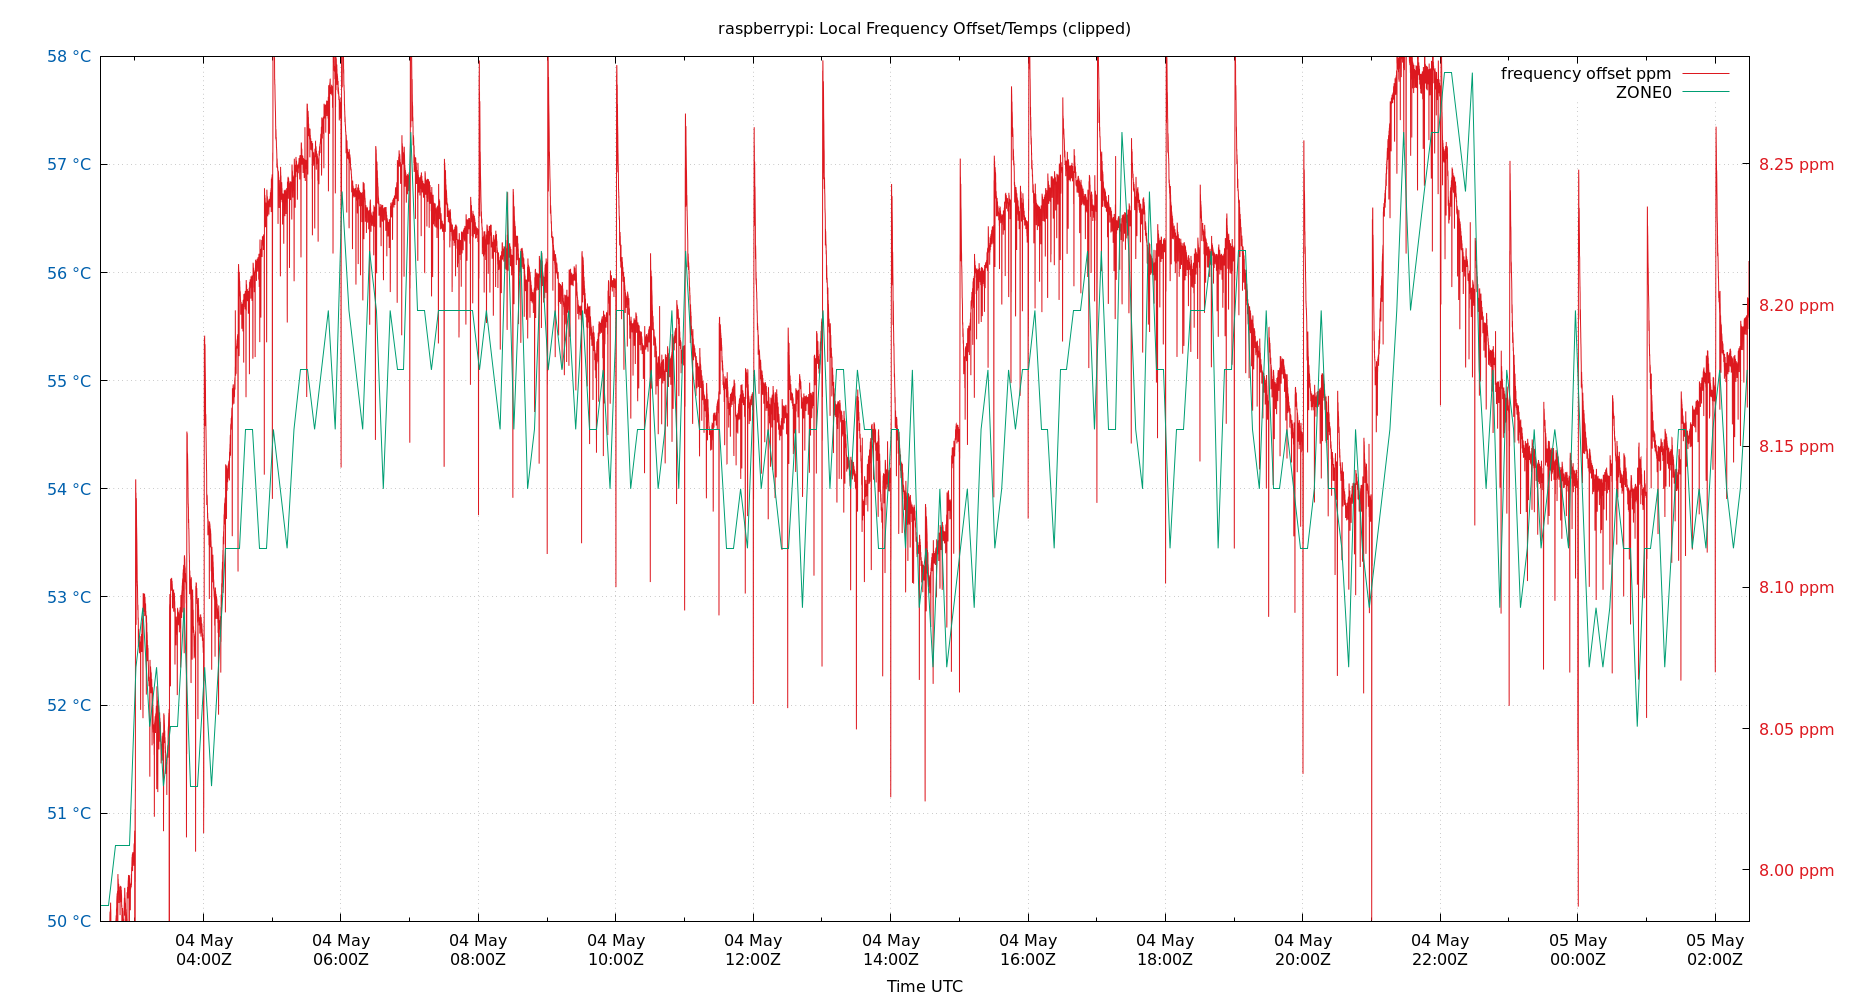 raspberrypi: Local Frequency Offset/Temps (clipped)
frequency offset ppm
ZONE0
58 °C
57 °C
56 °C
55 °C
54 °C
53 °C
52 °C
51 °C
50 °C
8.25 ppm
8.20 ppm
8.15 ppm
8.10 ppm
8.05 ppm
8.00 ppm
04 May 04 May 04 May 04 May 04 May 04 May 04 May 04 May 04 May 04 May 05 May 05 May
04:00Z 06:00Z 08:00Z 10:00Z 12:00Z 14:00Z 16:00Z 18:00Z 20:00Z 22:00Z 00:00Z 02:00Z
Time UTC